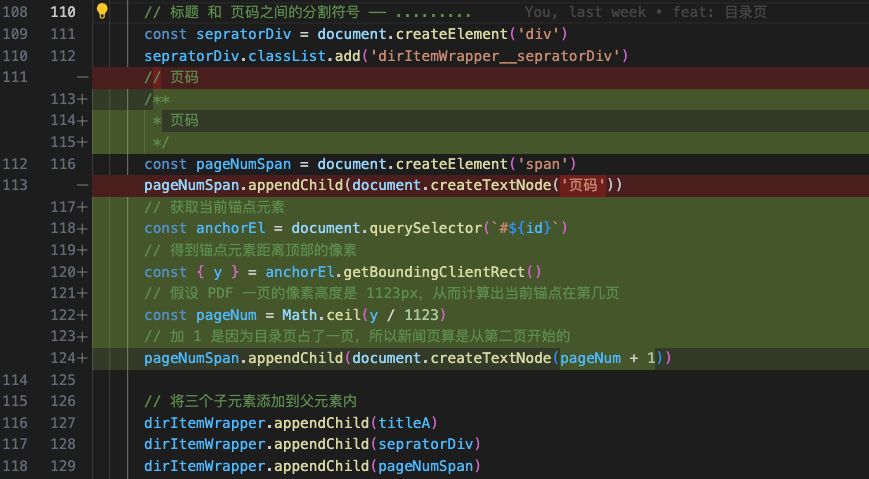 108 110 // 标题 和 页码之间的分割符号 —— ......... You, last week • feat: 目录页
109 111 const sepratorDiv = document.createElement('div')
110 112 sepratorDiv.classList.add('dirItemWrapper__sepratorDiv')
111 — // 页码
113+ /**
114+ * 页码
115+ */
112 116 const pageNumSpan = document.createElement('span')
113 — pageNumSpan.appendChild(document.createTextNode('页码'))
117+ // 获取当前锚点元素
118+ const anchorEl = document.querySelector(`#${id}`)
119+ // 得到锚点元素距离顶部的像素
120+ const { y } = anchorEl.getBoundingClientRect()
121+ // 假设 PDF 一页的像素高度是 1123px，从而计算出当前锚点在第几页
122+ const pageNum = Math.ceil(y / 1123)
123+ // 加 1 是因为目录页占了一页，所以新闻页算是从第二页开始的
124+ pageNumSpan.appendChild(document.createTextNode(pageNum + 1))
114 125
115 126 // 将三个子元素添加到父元素内
116 127 dirItemWrapper.appendChild(titleA)
117 128 dirItemWrapper.appendChild(sepratorDiv)
118 129 dirItemWrapper.appendChild(pageNumSpan)